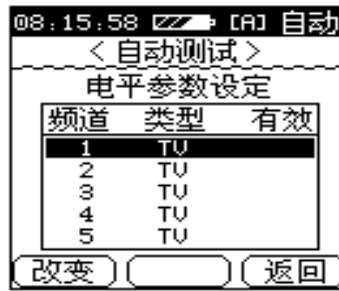 08:15:58 [A] 自动
<自动测试>
电平参数设定
频道 类型 有效
1 TV
2 TV
3 TV
4 TV
5 TV
改变 返回